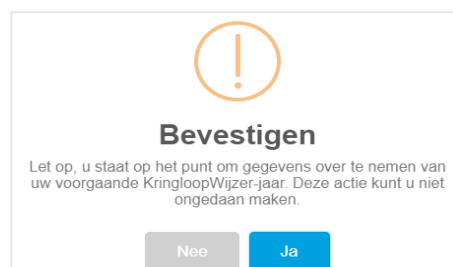 Bevestigen
Let op, u staat op het punt om gegevens over te nemen van
uw voorgaande KringloopWijzer-jaar. Deze actie kunt u niet
ongedaan maken.
Nee Ja